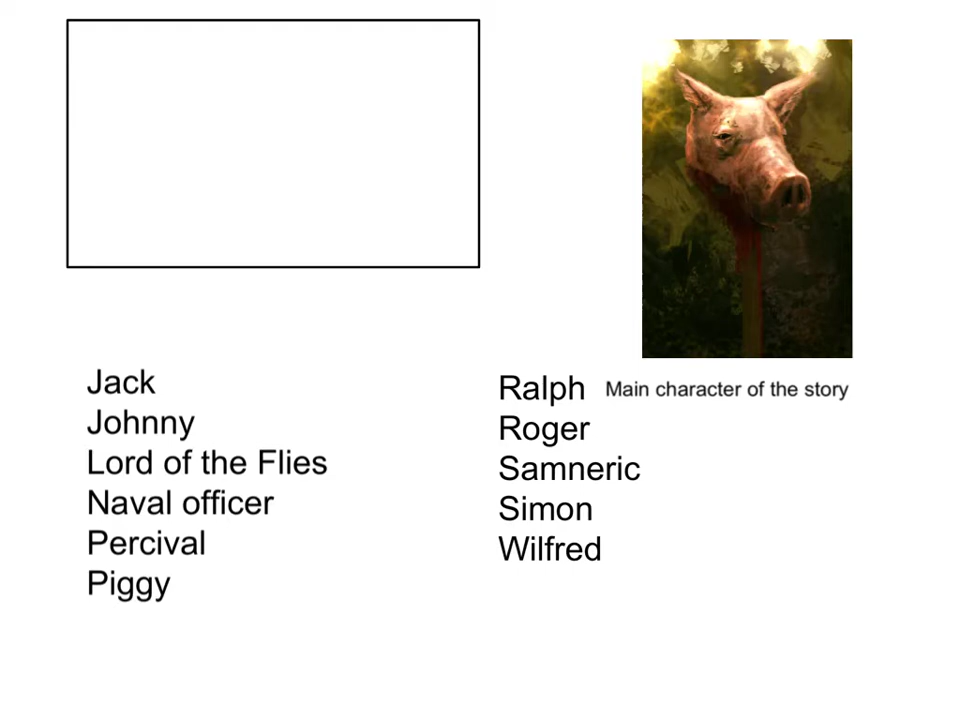 Jack
Johnny
Lord of the Flies
Naval officer
Percival
Piggy
Ralph Main character of the story
Roger
Samneric
Simon
Wilfred